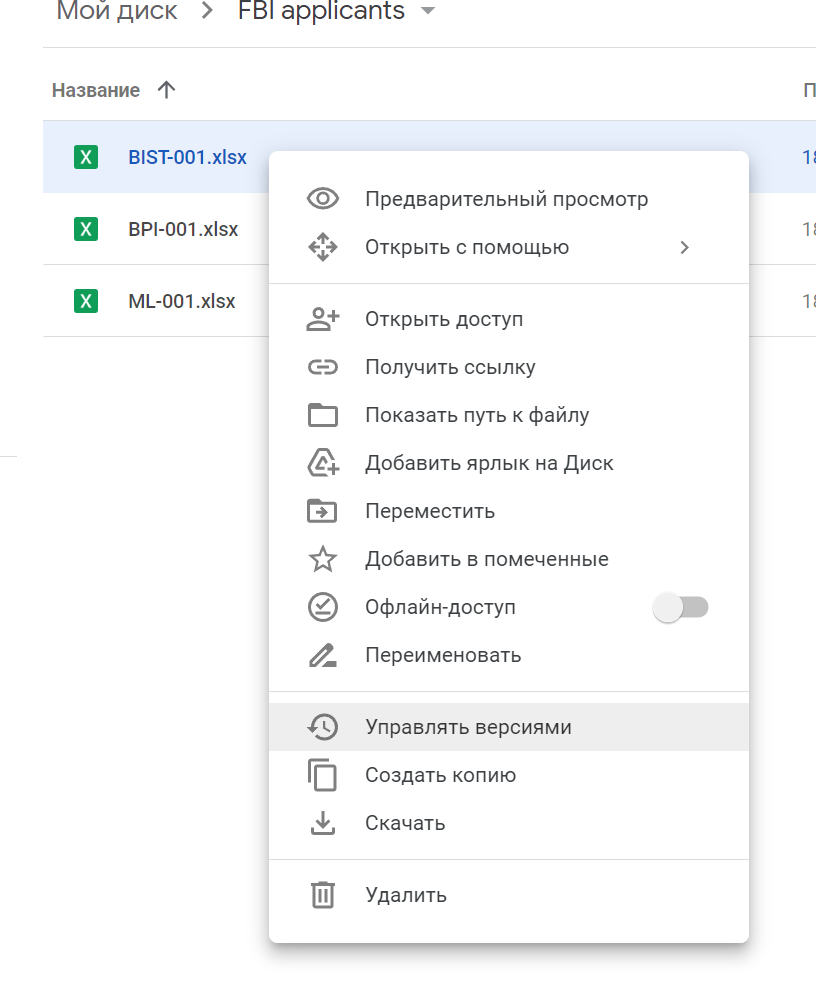 Мой диск > FBI applicants
Название
П
BIST-001.xlsx
18
BPI-001.xlsx
18
ML-001.xlsx
18
Предварительный просмотр
Открыть с помощью
Открыть доступ
Получить ссылку
Показать путь к файлу
Добавить ярлык на Диск
Переместить
Добавить в помеченные
Офлайн-доступ
Переименовать
Управлять версиями
Создать копию
Скачать
Удалить